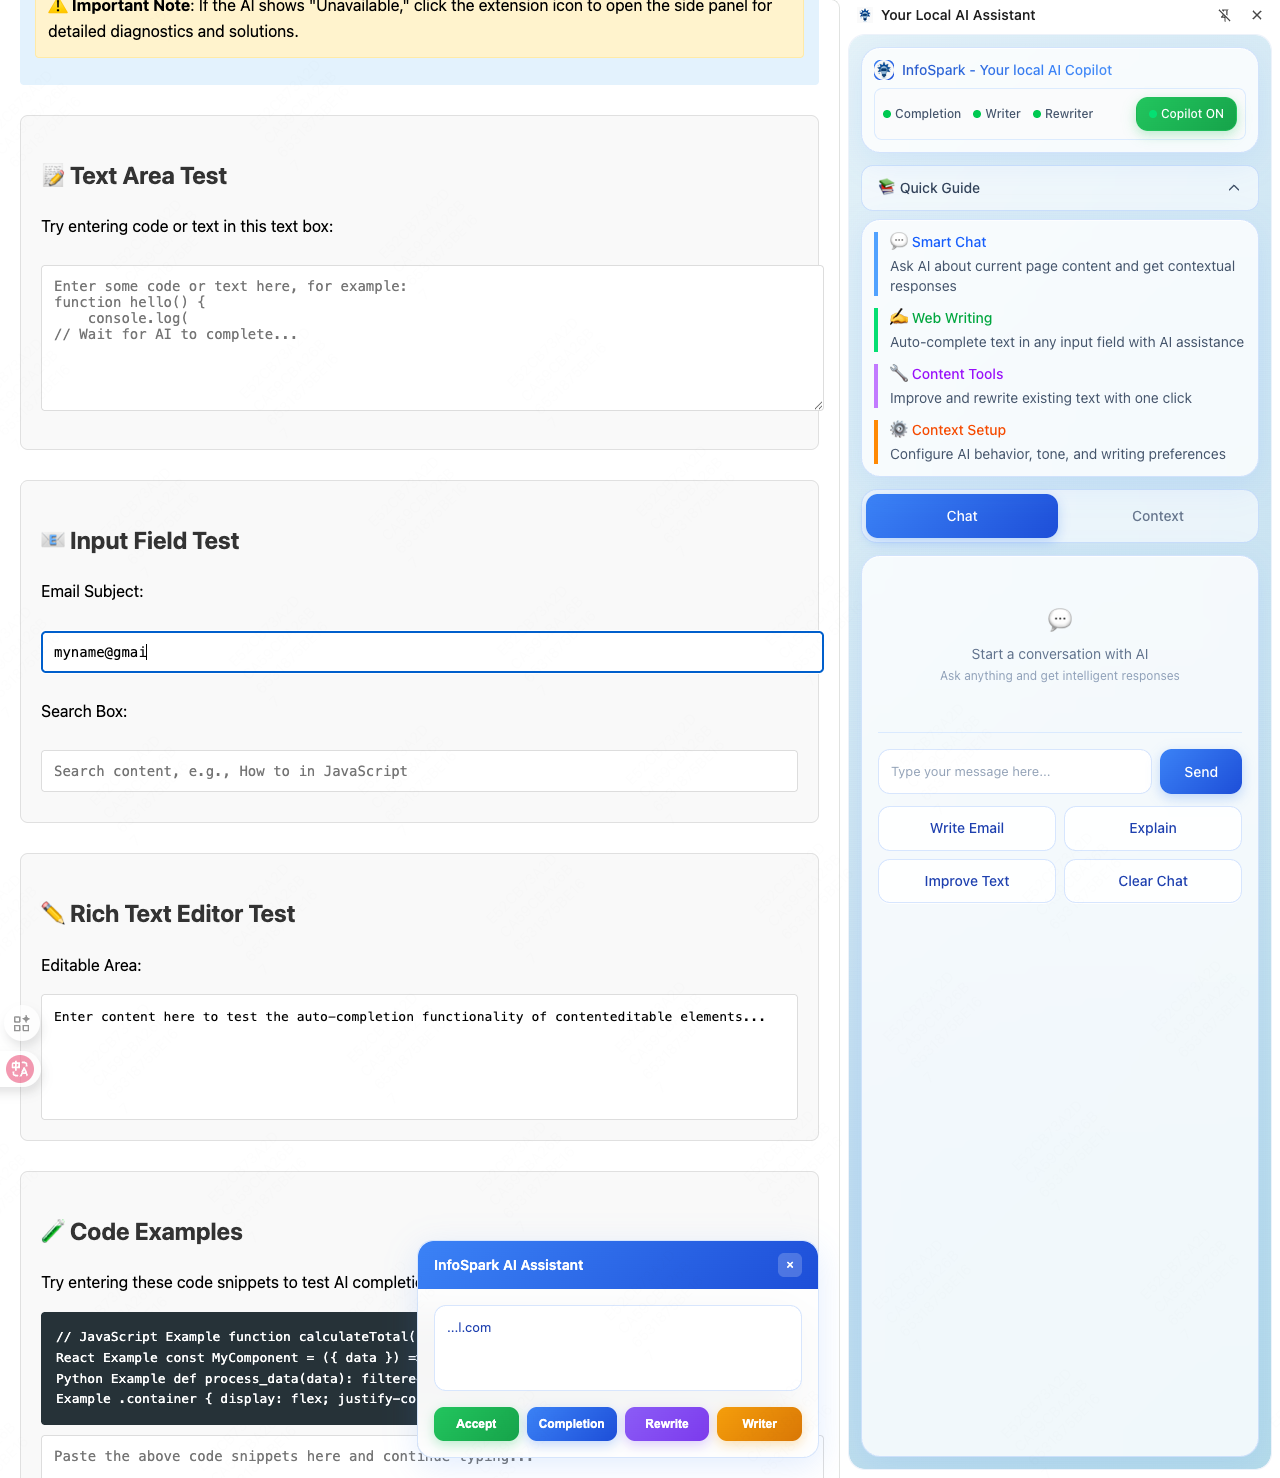 ⚠️ Important Note: If the AI shows "Unavailable," click the extension icon to open the side panel for
detailed diagnostics and solutions.
📝 Text Area Test
Try entering code or text in this text box:
Enter some code or text here, for example:
function hello() {
    console.log(
// Wait for AI to complete...
📧 Input Field Test
Email Subject:
myname@gmai
Search Box:
Search content, e.g., How to in JavaScript
✏️ Rich Text Editor Test
Editable Area:
Enter content here to test the auto-completion functionality of contenteditable elements...
🧪 Code Examples
Try entering these code snippets to test AI completi
// JavaScript Example function calculateTotal(
React Example const MyComponent = ({ data }) =
Python Example def process_data(data): filtere
Example .container { display: flex; justify-co
Paste the above code snippets here and continue typing...
InfoSpark AI Assistant
×
...l.com
Accept
Completion
Rewrite
Writer
Your Local AI Assistant
InfoSpark - Your local AI Copilot
Completion
Writer
Rewriter
Copilot ON
📚 Quick Guide
💬 Smart Chat
Ask AI about current page content and get contextual
responses
✍️ Web Writing
Auto-complete text in any input field with AI assistance
🔧 Content Tools
Improve and rewrite existing text with one click
⚙️ Context Setup
Configure AI behavior, tone, and writing preferences
Chat
Context
💬
Start a conversation with AI
Ask anything and get intelligent responses
Type your message here...
Send
Write Email
Explain
Improve Text
Clear Chat